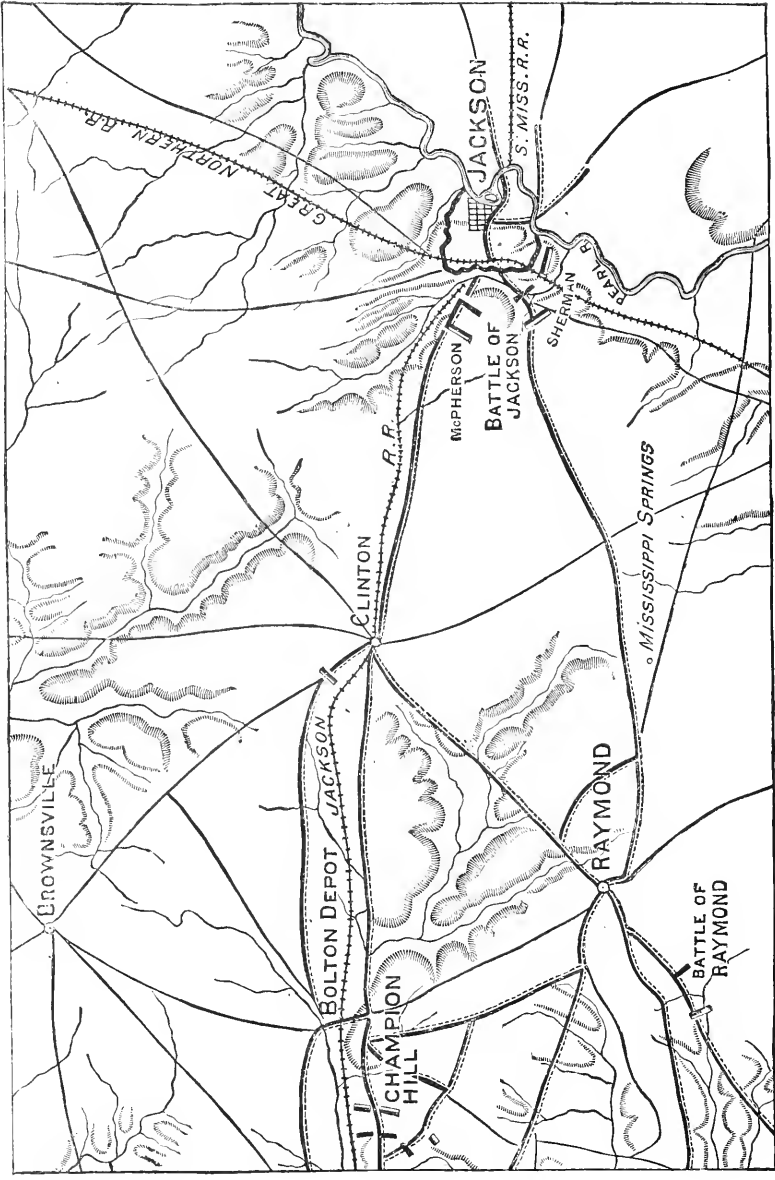 JACKSON
S. MISS. R.R.
GREAT NORTHERN R.R.
PEARL R.
SHERMAN
McPHERSON
BATTLE OF
JACKSON
R.R.
MISSISSIPPI SPRINGS
CLINTON
JACKSON
BROWNSVILLE
RAYMOND
BOLTON DEPOT
BATTLE OF
RAYMOND
CHAMPION
HILL